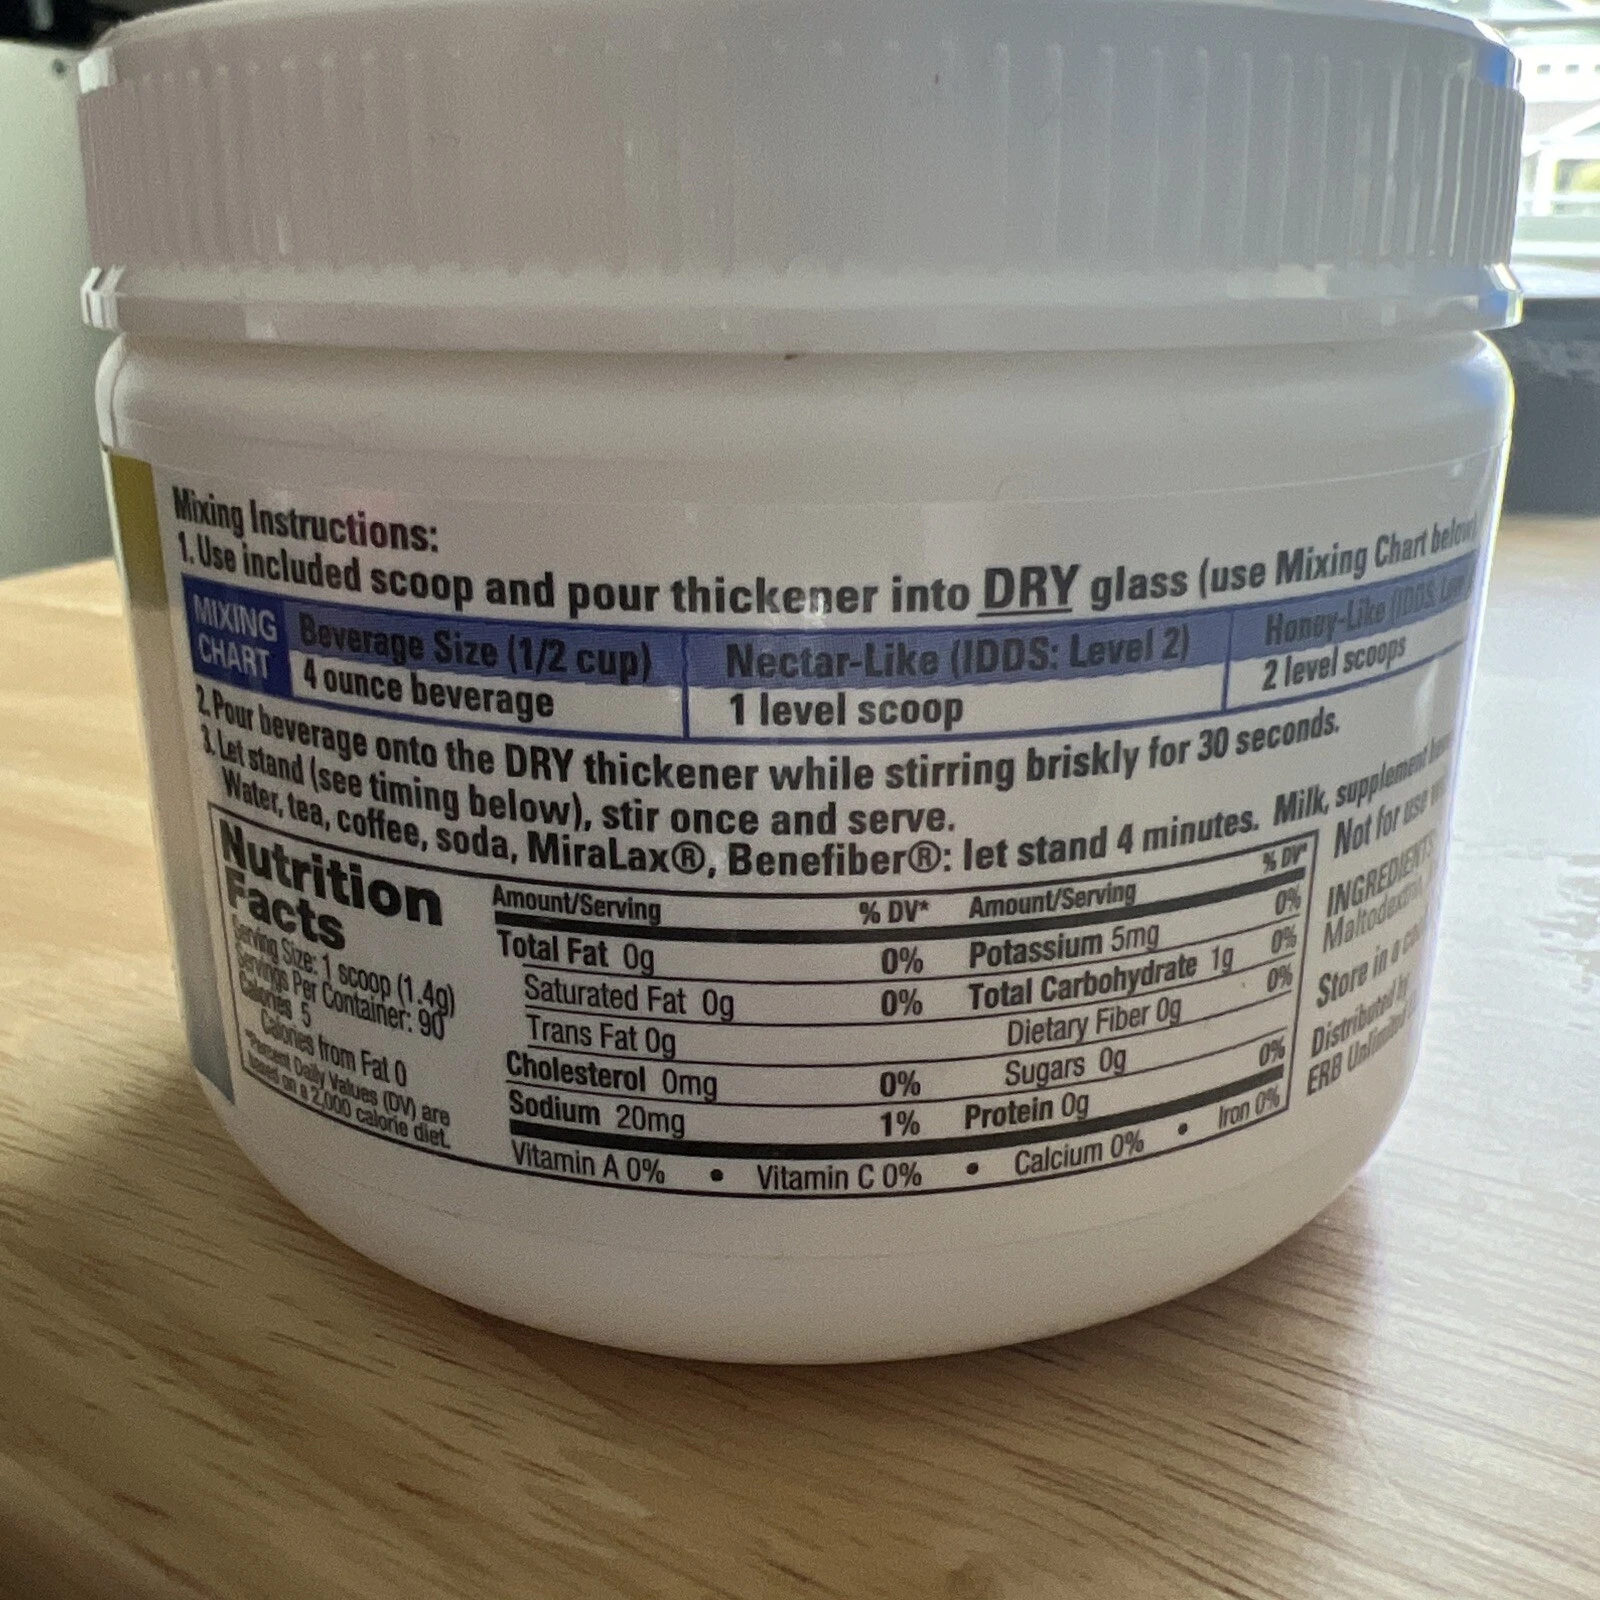 Mixing Instructions:
1. Use included scoop and pour thickener into DRY glass (use Mixing Chart below)
MIXING CHART
Beverage Size (1/2 cup) Nectar-Like (IDDS: Level 2) Honey-Like (IDDS:
4 ounce beverage 1 level scoop 2 level scoops
2. Pour beverage onto the DRY thickener while stirring briskly for 30 seconds.
3. Let stand (see timing below), stir once and serve.
Water, tea, coffee, soda, MiraLax®, Benefiber®: let stand 4 minutes. Milk, supplement
Nutrition
Facts
Serving Size: 1 scoop (1.4g)
Servings Per Container: 90
Calories 5
Calories from Fat 0
*Percent Daily Values (DV) are
based on a 2,000 calorie diet.
Amount/Serving % DV*
Total Fat 0g 0%
Saturated Fat 0g 0%
Trans Fat 0g
Cholesterol 0mg 0%
Sodium 20mg 1%
Amount/Serving % DV*
Potassium 5mg 0%
Total Carbohydrate 1g 0%
Dietary Fiber 0g 0%
Sugars 0g
Protein 0g 0%
Vitamin A 0% • Vitamin C 0% • Calcium 0% • Iron 0%
Not for use
INGREDIENTS
Store in a
Distributed by
ERB